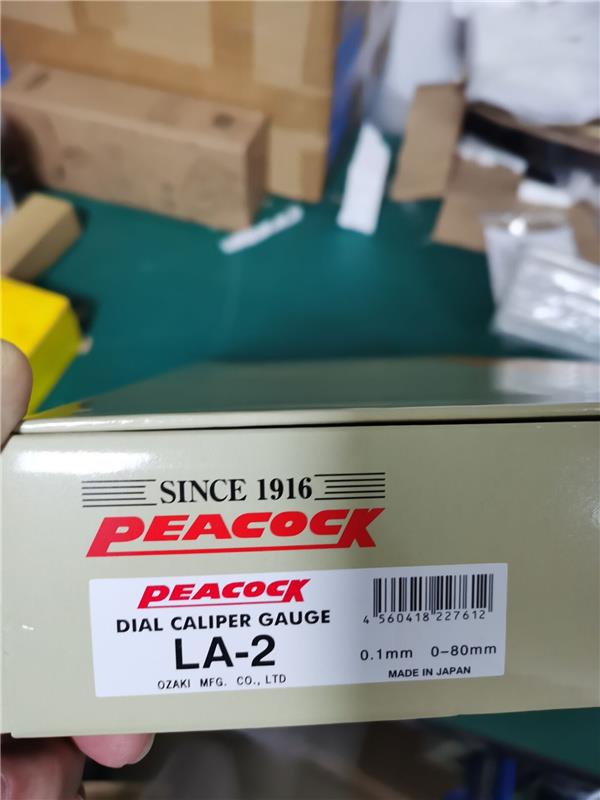 SINCE 1916
PEACOCK
PEACOCK
DIAL CALIPER GAUGE
LA-2
OZAKI MFG. CO., LTD
4 560418 227612
0.1mm 0-80mm
MADE IN JAPAN